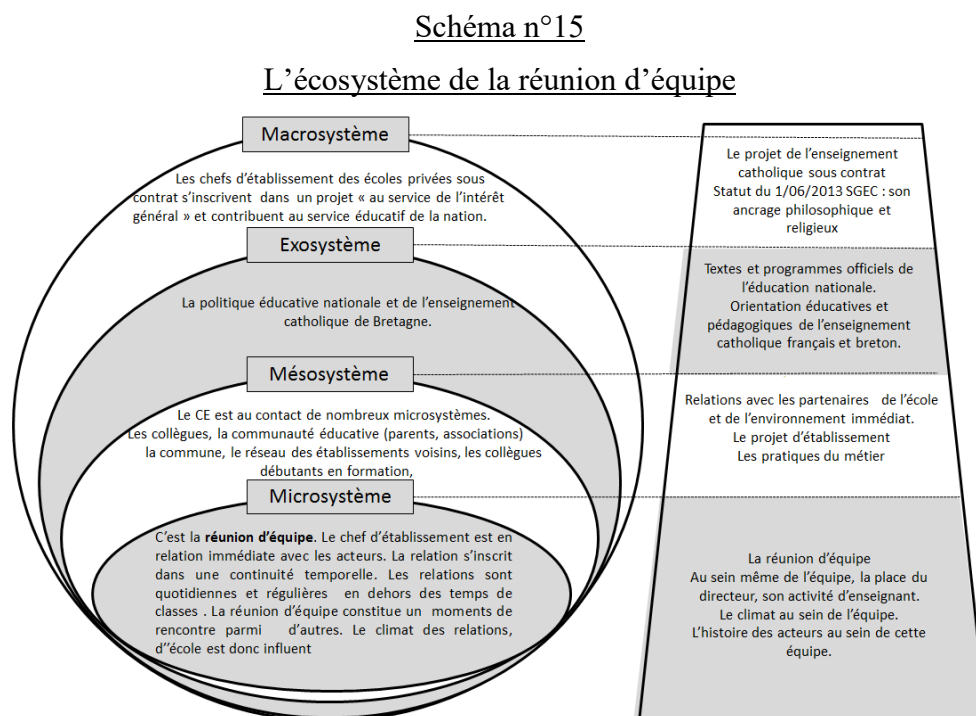 Schéma n°15
L'écosystème de la réunion d'équipe
Macrosystème
Les chefs d'établissement des écoles privées sous
contrat s'inscrivent dans un projet « au service de l'intérêt
général » et contribuent au service éducatif de la nation.
Exosystème
La politique éducative nationale et de l'enseignement
catholique de Bretagne.
Mésosystème
Le CE est au contact de nombreux microsystèmes.
Les collègues, la communauté éducative (parents, associations)
la commune, le réseau des établissements voisins, les collègues
débutants en formation,
Microsystème
C'est la réunion d'équipe. Le chef d'établissement est en
relation immédiate avec les acteurs. La relation s'inscrit
dans une continuité temporelle. Les relations sont
quotidiennes et régulières en dehors des temps de
classes . La réunion d'équipe constitue un moments de
rencontre parmi d'autres. Le climat des relations,
d''école est donc influent
Le projet de l'enseignement
catholique sous contrat
Statut du 1/06/2013 SGEC : son
ancrage philosophique et
religieux
Textes et programmes officiels de
l'éducation nationale.
Orientation éducatives et
pédagogiques de l'enseignement
catholique français et breton.
Relations avec les partenaires de l'école
et de l'environnement immédiat.
Le projet d'établissement
Les pratiques du métier
La réunion d'équipe
Au sein même de l'équipe, la place du
directeur, son activité d'enseignant.
Le climat au sein de l'équipe.
L'histoire des acteurs au sein de cette
équipe.